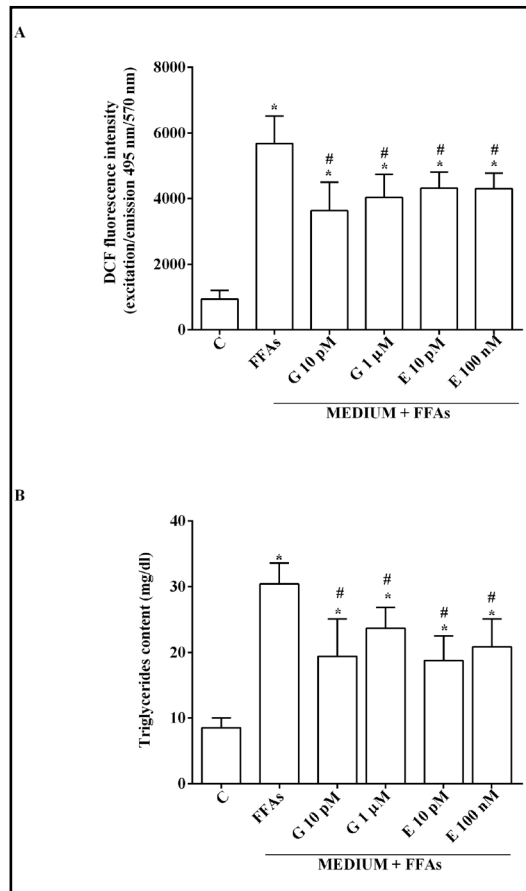 A
DCF fluorescence intensity
(excitation/emission 495 nm/570 nm)
8000
6000
4000
2000
0
*
#
*
#
*
#
*
#
*
C
FFAs
G 10 pM
G 1 µM
E 10 pM
E 100 nM
MEDIUM + FFAs
B
Triglycerides content (mg/dl)
40
30
20
10
0
*
#
*
#
*
#
*
#
*
C
FFAs
G 10 pM
G 1 µM
E 10 pM
E 100 nM
MEDIUM + FFAs